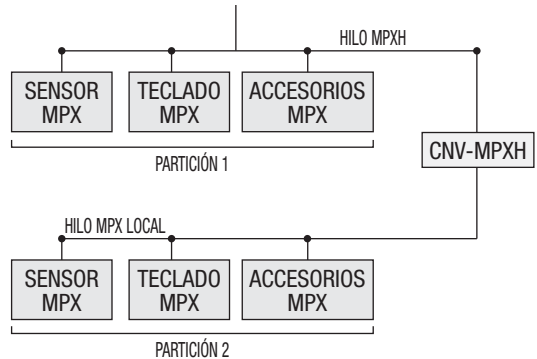 HILO MPXH
SENSOR
MPX
TECLADO
MPX
ACCESORIOS
MPX
PARTICIÓN 1
CNV-MPXH
HILO MPX LOCAL
SENSOR
MPX
TECLADO
MPX
ACCESORIOS
MPX
PARTICIÓN 2